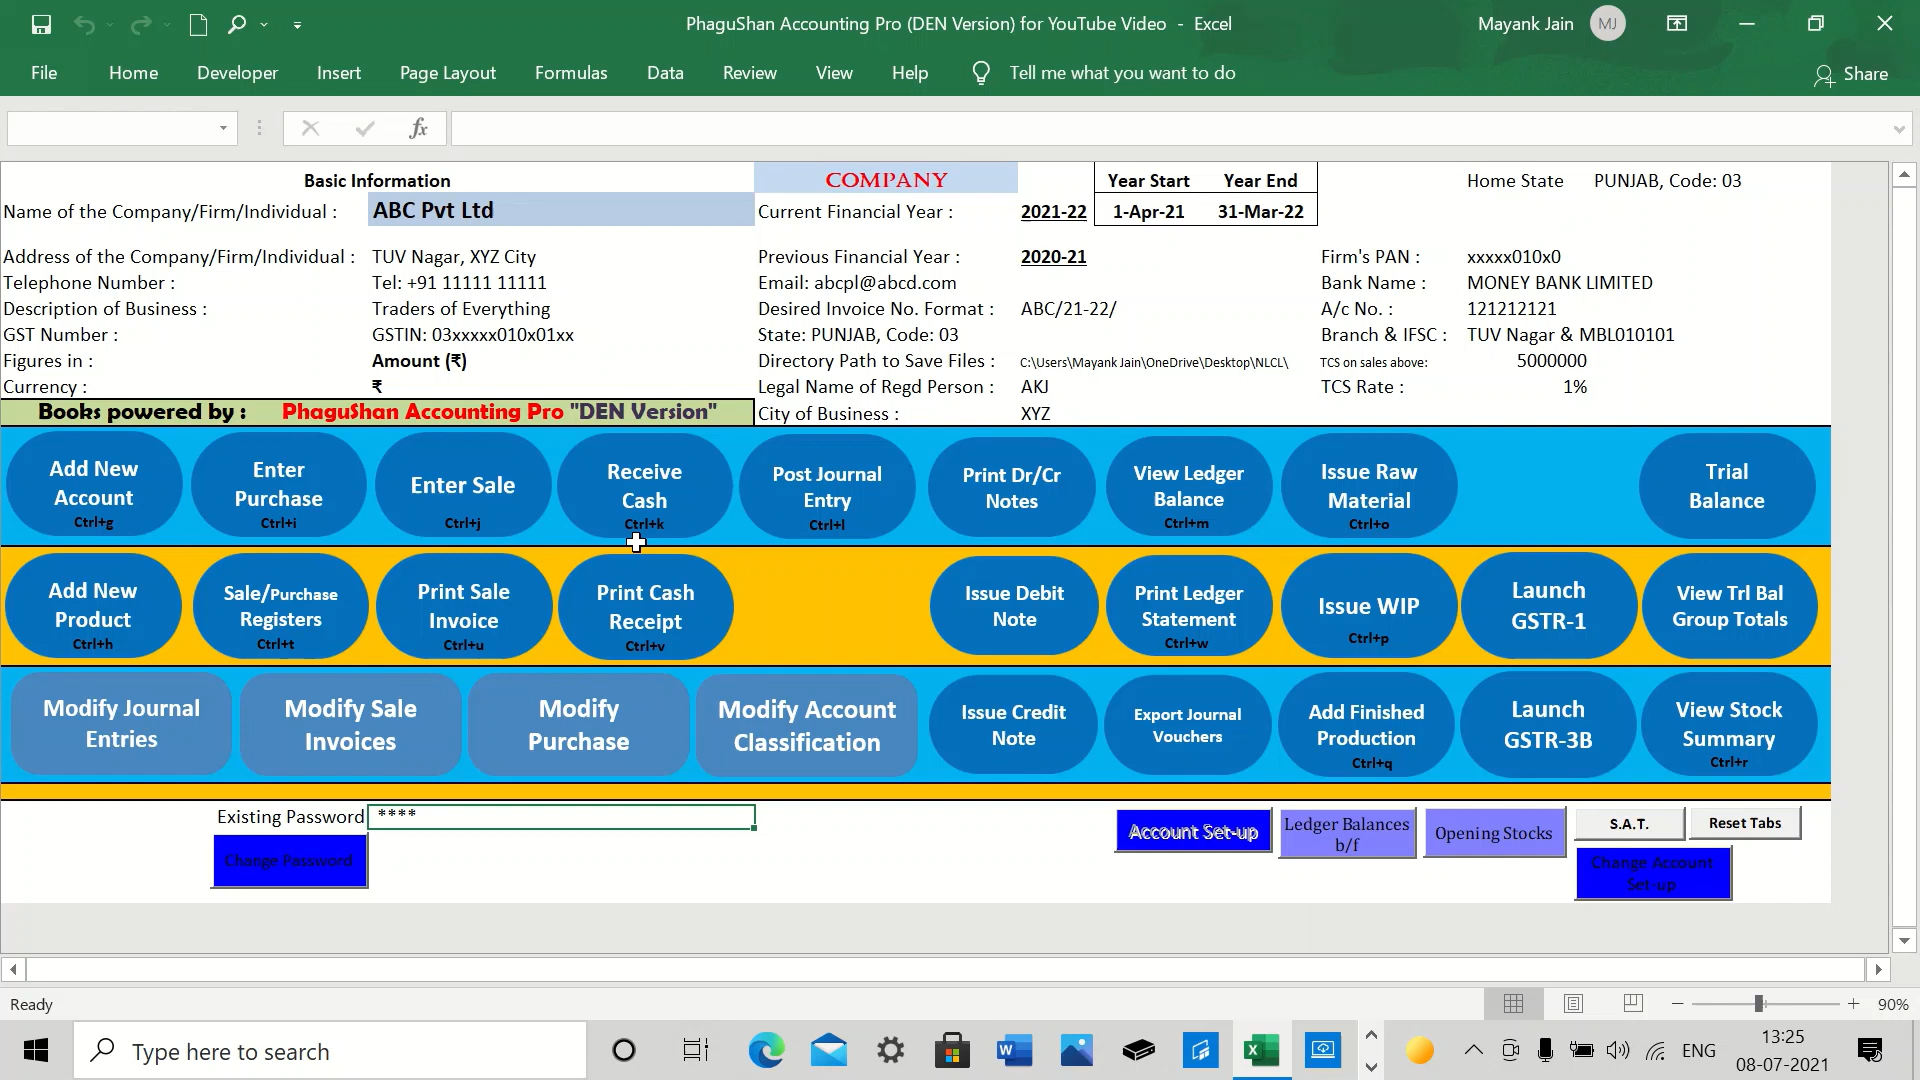 PhaguShan Accounting Pro (DEN Version) for YouTube Video - Excel
Mayank Jain MJ
File Home Developer Insert Page Layout Formulas Data Review View Help Tell me what you want to do Share
fx
Basic Information COMPANY Year Start Year End Home State PUNJAB, Code: 03
Name of the Company/Firm/Individual : ABC Pvt Ltd Current Financial Year : 2021-22 1-Apr-21 31-Mar-22
Address of the Company/Firm/Individual : TUV Nagar, XYZ City Previous Financial Year : 2020-21 Firm's PAN : xxxxx010x0
Telephone Number : Tel: +91 11111 11111 Email: abcpl@abcd.com Bank Name : MONEY BANK LIMITED
Description of Business : Traders of Everything Desired Invoice No. Format : ABC/21-22/ A/c No. : 121212121
GST Number : GSTIN: 03xxxxx010x01xx State: PUNJAB, Code: 03 Branch & IFSC : TUV Nagar & MBL010101
Figures in : Amount (₹) Directory Path to Save Files : C:\Users\Mayank Jain\OneDrive\Desktop\NLCL\ TCS on sales above: 5000000
Currency : ₹ Legal Name of Regd Person : AKJ TCS Rate : 1%
Books powered by : PhaguShan Accounting Pro "DEN Version" City of Business : XYZ
Add New
Account
Ctrl+g
Enter
Purchase
Ctrl+i
Enter Sale
Ctrl+j
Receive
Cash
Ctrl+k
Post Journal
Entry
Ctrl+l
Print Dr/Cr
Notes
View Ledger
Balance
Ctrl+m
Issue Raw
Material
Ctrl+o
Trial
Balance
Add New
Product
Ctrl+h
Sale/Purchase
Registers
Ctrl+t
Print Sale
Invoice
Ctrl+u
Print Cash
Receipt
Ctrl+v
Issue Debit
Note
Print Ledger
Statement
Ctrl+w
Issue WIP
Ctrl+p
Launch
GSTR-1
View Trl Bal
Group Totals
Modify Journal
Entries
Modify Sale
Invoices
Modify
Purchase
Modify Account
Classification
Issue Credit
Note
Export Journal
Vouchers
Add Finished
Production
Ctrl+q
Launch
GSTR-3B
View Stock
Summary
Ctrl+r
Existing Password ****
Change Password
Account Set-up
Ledger Balances
b/f
Opening Stocks
S.A.T.
Reset Tabs
Change Account
Set-up
Ready
90%
Type here to search
ENG
13:25
08-07-2021